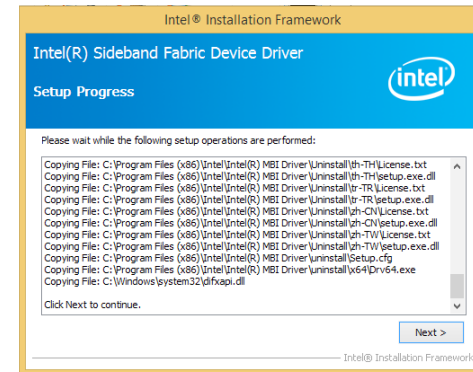 Intel® Installation Framework
Intel(R) Sideband Fabric Device Driver
Setup Progress
intel
Please wait while the following setup operations are performed:
Copying File: C:\Program Files (x86)\Intel\Intel(R) MBI Driver\Uninstall\th-TH\License.txt
Copying File: C:\Program Files (x86)\Intel\Intel(R) MBI Driver\Uninstall\th-TH\setup.exe.dll
Copying File: C:\Program Files (x86)\Intel\Intel(R) MBI Driver\Uninstall\tr-TR\License.txt
Copying File: C:\Program Files (x86)\Intel\Intel(R) MBI Driver\Uninstall\tr-TR\setup.exe.dll
Copying File: C:\Program Files (x86)\Intel\Intel(R) MBI Driver\Uninstall\zh-CN\License.txt
Copying File: C:\Program Files (x86)\Intel\Intel(R) MBI Driver\Uninstall\zh-CN\setup.exe.dll
Copying File: C:\Program Files (x86)\Intel\Intel(R) MBI Driver\Uninstall\zh-TW\License.txt
Copying File: C:\Program Files (x86)\Intel\Intel(R) MBI Driver\Uninstall\zh-TW\setup.exe.dll
Copying File: C:\Program Files (x86)\Intel\Intel(R) MBI Driver\uninstall\Setup.cfg
Copying File: C:\Program Files (x86)\Intel\Intel(R) MBI Driver\uninstall\x64\Drv64.exe
Copying File: C:\Windows\system32\difxapi.dll
Click Next to continue.
Next >
Intel® Installation Framework